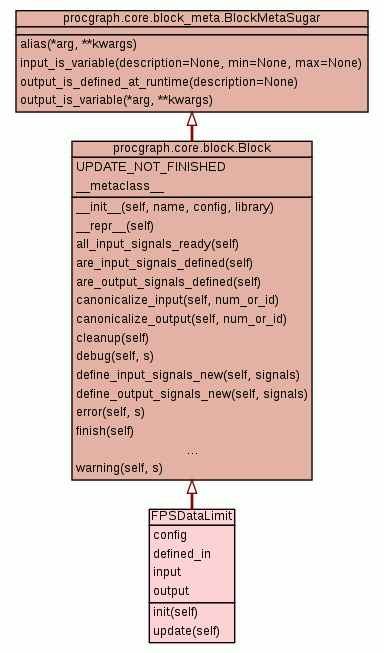 procgraph.core.block_meta.BlockMetaSugar
alias(*arg, **kwargs)
input_is_variable(description=None, min=None, max=None)
output_is_defined_at_runtime(description=None)
output_is_variable(*arg, **kwargs)
procgraph.core.block.Block
UPDATE_NOT_FINISHED
__metaclass__
__init__(self, name, config, library)
__repr__(self)
all_input_signals_ready(self)
are_input_signals_defined(self)
are_output_signals_defined(self)
canonicalize_input(self, num_or_id)
canonicalize_output(self, num_or_id)
cleanup(self)
debug(self, s)
define_input_signals_new(self, signals)
define_output_signals_new(self, signals)
error(self, s)
finish(self)
...
warning(self, s)
FPSDataLimit
config
defined_in
input
output
init(self)
update(self)